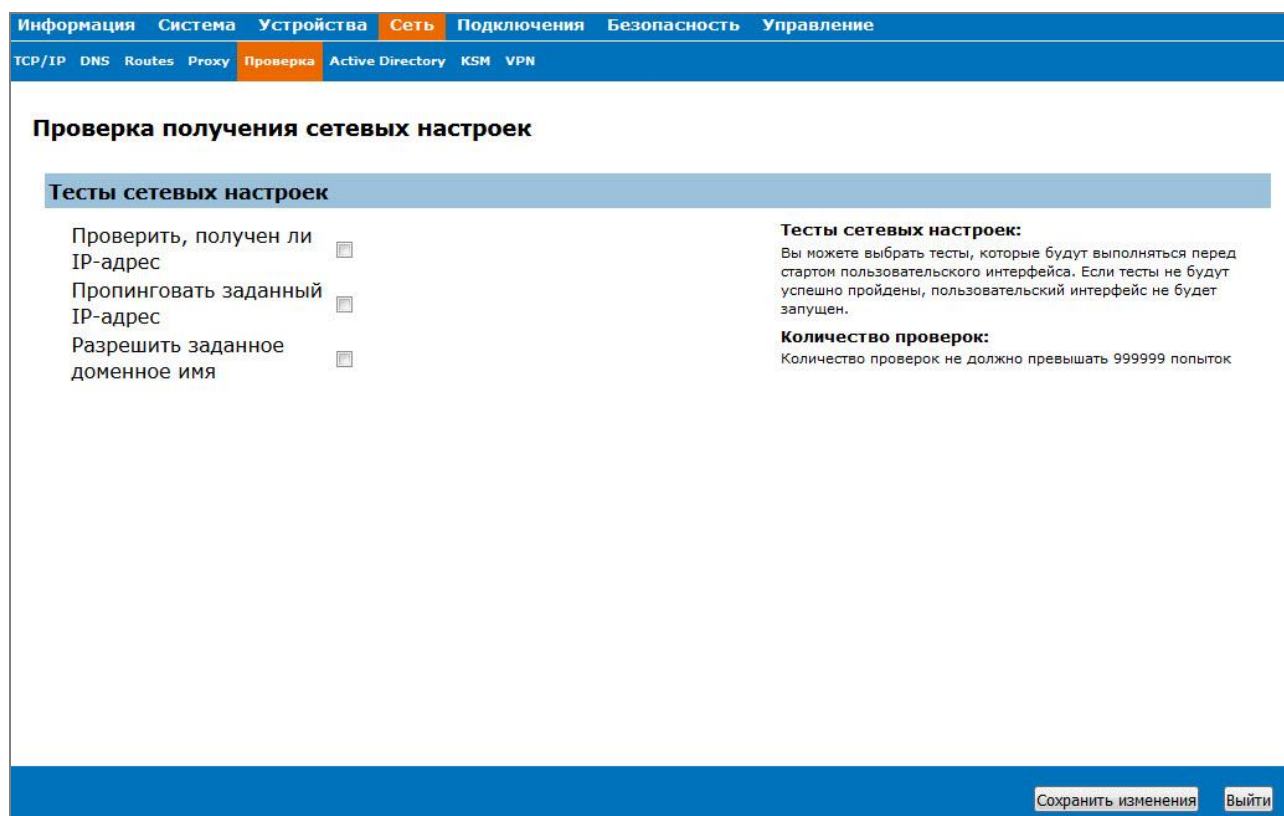 Информация Система Устройства Сеть Подключения Безопасность Управление
TCP/IP DNS Routes Proxy Проверка Active Directory KSM VPN
Проверка получения сетевых настроек
Тесты сетевых настроек
Проверить, получен ли
IP-адрес
Пропинговать заданный
IP-адрес
Разрешить заданное
доменное имя
Тесты сетевых настроек:
Вы можете выбрать тесты, которые будут выполняться перед
стартом пользовательского интерфейса. Если тесты не будут
успешно пройдены, пользовательский интерфейс не будет
запущен.
Количество проверок:
Количество проверок не должно превышать 999999 попыток
Сохранить изменения Выйти